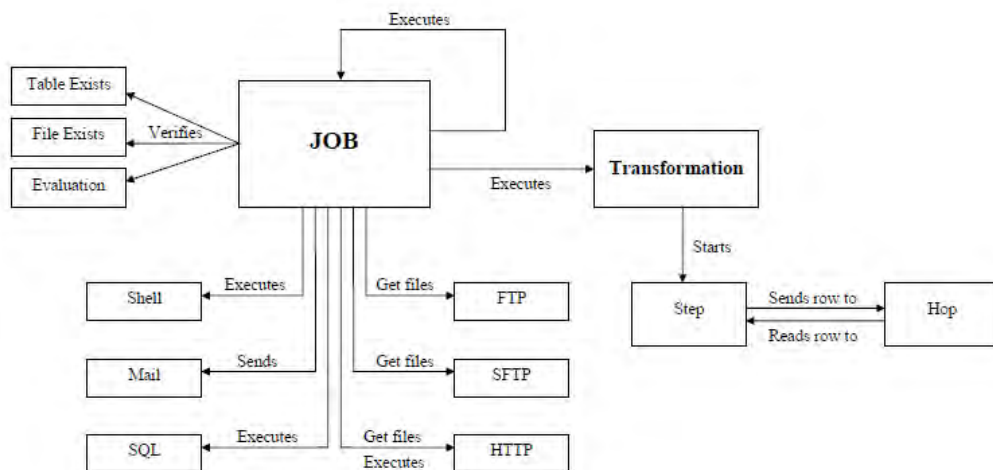 Executes
Table Exists
File Exists
Verifies
JOB
Evaluation
Executes
Transformation
Starts
Shell
Executes
Get files
FTP
Step
Sends row to
Reads row to
Hop
Mail
Sends
Get files
SFTP
SQL
Executes
Get files
Executes
HTTP